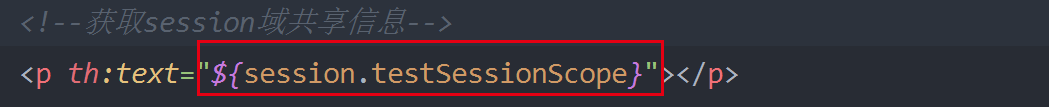 <!--获取session域共享信息-->
<p th:text="${session.testSessionScope}"></p>